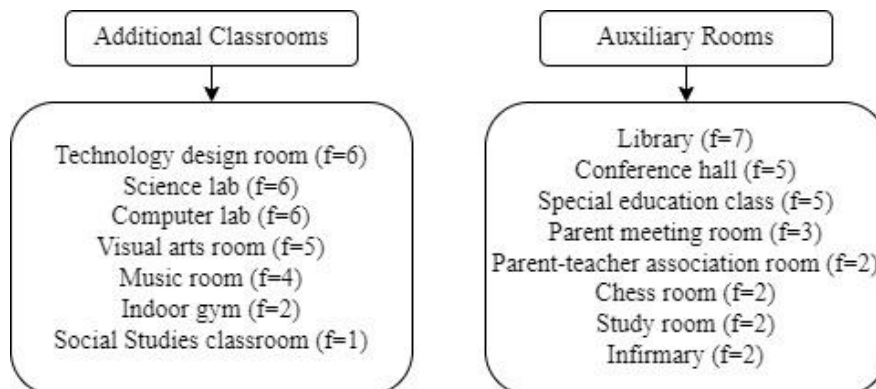 Additional Classrooms
Technology design room (f=6)
Science lab (f=6)
Computer lab (f=6)
Visual arts room (f=5)
Music room (f=4)
Indoor gym (f=2)
Social Studies classroom (f=1)
Auxiliary Rooms
Library (f=7)
Conference hall (f=5)
Special education class (f=5)
Parent meeting room (f=3)
Parent-teacher association room (f=2)
Chess room (f=2)
Study room (f=2)
Infirmary (f=2)